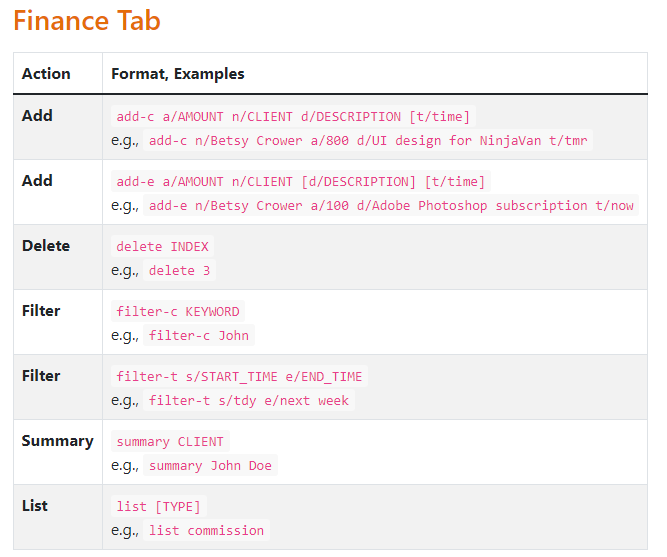 Finance Tab
Action Format, Examples
Add add-c a/AMOUNT n/CLIENT d/DESCRIPTION [t/time]
e.g., add-c n/Betsy Crower a/800 d/UI design for NinjaVan t/tmr
Add add-e a/AMOUNT n/CLIENT [d/DESCRIPTION] [t/time]
e.g., add-e n/Betsy Crower a/100 d/Adobe Photoshop subscription t/now
Delete delete INDEX
e.g., delete 3
Filter filter-c KEYWORD
e.g., filter-c John
Filter filter-t s/START_TIME e/END_TIME
e.g., filter-t s/tdy e/next week
Summary summary CLIENT
e.g., summary John Doe
List list [TYPE]
e.g., list commission